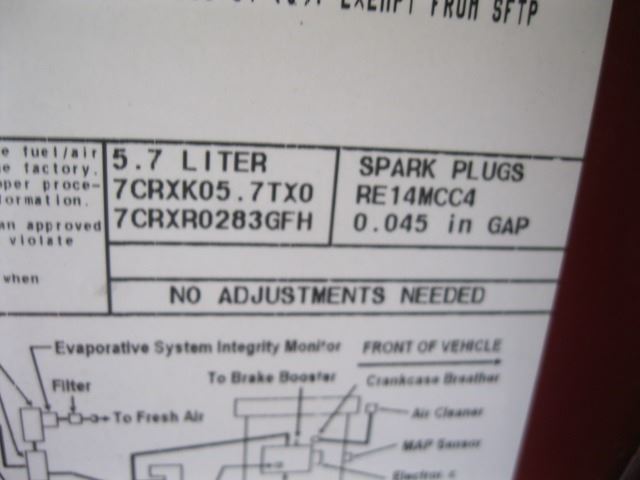 EXEMPT FROM SFTP
e fuel/air
e factory.
oper proce-
formation.
an approved
violate
when
5.7 LITER
7CRXK05.7TX0
7CRXR0283GFH
SPARK PLUGS
RE14MCC4
0.045 in GAP
NO ADJUSTMENTS NEEDED
Evaporative System Integrity Monitor
FRONT OF VEHICLE
Filter
To Brake Booster
Crankcase Breather
To Fresh Air
Air Cleaner
MAP Sensor